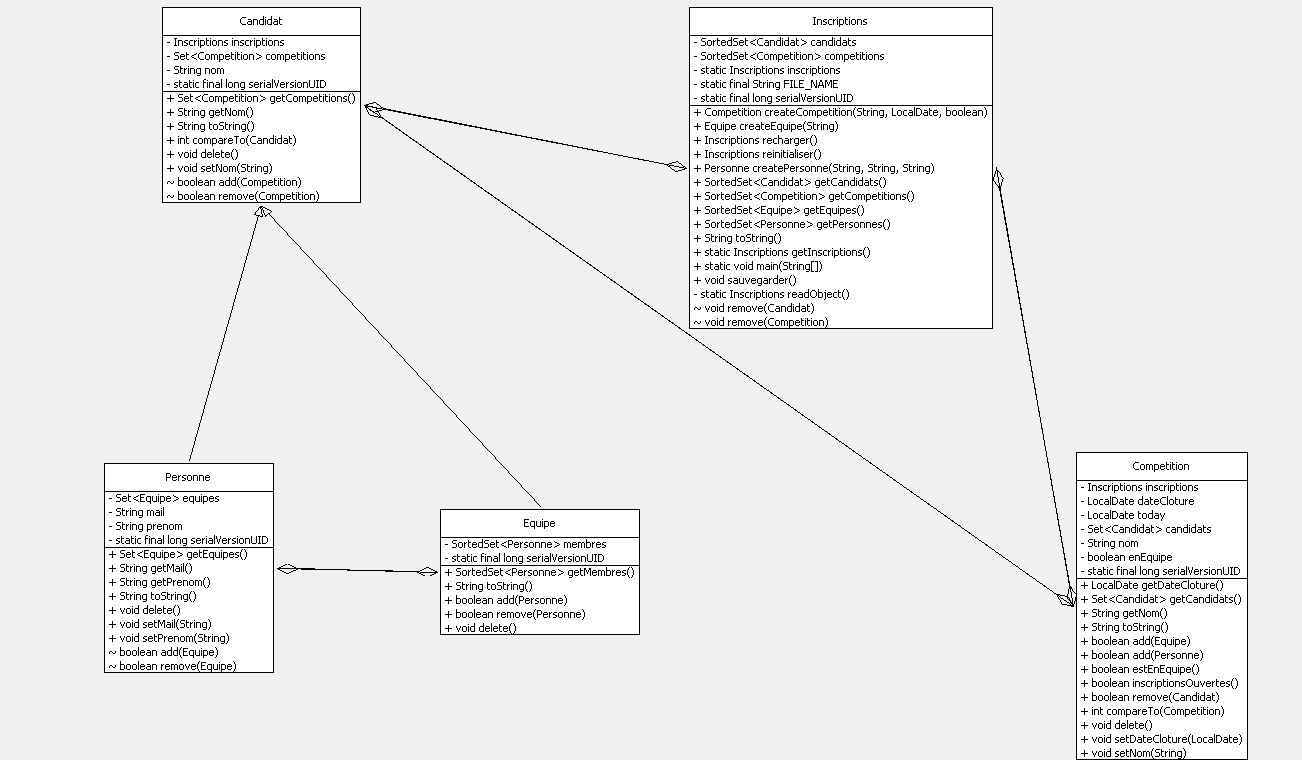 Candidat
- Inscriptions inscriptions
- Set<Competition> competitions
- String nom
- static final long serialVersionUID
+ Set<Competition> getCompetitions()
+ String getNom()
+ String toString()
+ int compareTo(Candidat)
+ void delete()
+ void setNom(String)
~ boolean add(Competition)
~ boolean remove(Competition)
Inscriptions
- SortedSet<Candidat> candidats
- SortedSet<Competition> competitions
- static Inscriptions inscriptions
- static final String FILE_NAME
- static final long serialVersionUID
+ Competition createCompetition(String, LocalDate, boolean)
+ Equipe createEquipe(String)
+ Inscriptions recharger()
+ Inscriptions reinitialiser()
+ Personne createPersonne(String, String, String)
+ SortedSet<Candidat> getCandidats()
+ SortedSet<Competition> getCompetitions()
+ SortedSet<Equipe> getEquipes()
+ SortedSet<Personne> getPersonnes()
+ String toString()
+ static Inscriptions getInscriptions()
+ static void main(String[])
+ void sauvegarder()
- static Inscriptions readObject()
~ void remove(Candidat)
~ void remove(Competition)
Personne
- Set<Equipe> equipes
- String mail
- String prenom
- static final long serialVersionUID
+ Set<Equipe> getEquipes()
+ String getMail()
+ String getPrenom()
+ String toString()
+ void delete()
+ void setMail(String)
+ void setPrenom(String)
~ boolean add(Equipe)
~ boolean remove(Equipe)
Equipe
- SortedSet<Personne> membres
- static final long serialVersionUID
+ SortedSet<Personne> getMembres()
+ String toString()
+ boolean add(Personne)
+ boolean remove(Personne)
+ void delete()
Competition
- Inscriptions inscriptions
- LocalDate dateCloture
- LocalDate today
- Set<Candidat> candidats
- String nom
- boolean enEquipe
- static final long serialVersionUID
+ LocalDate getDateCloture()
+ Set<Candidat> getCandidats()
+ String getNom()
+ String toString()
+ boolean add(Equipe)
+ boolean add(Personne)
+ boolean estEnEquipe()
+ boolean inscriptionsOuvertes()
+ boolean remove(Candidat)
+ int compareTo(Competition)
+ void delete()
+ void setDateCloture(LocalDate)
+ void setNom(String)